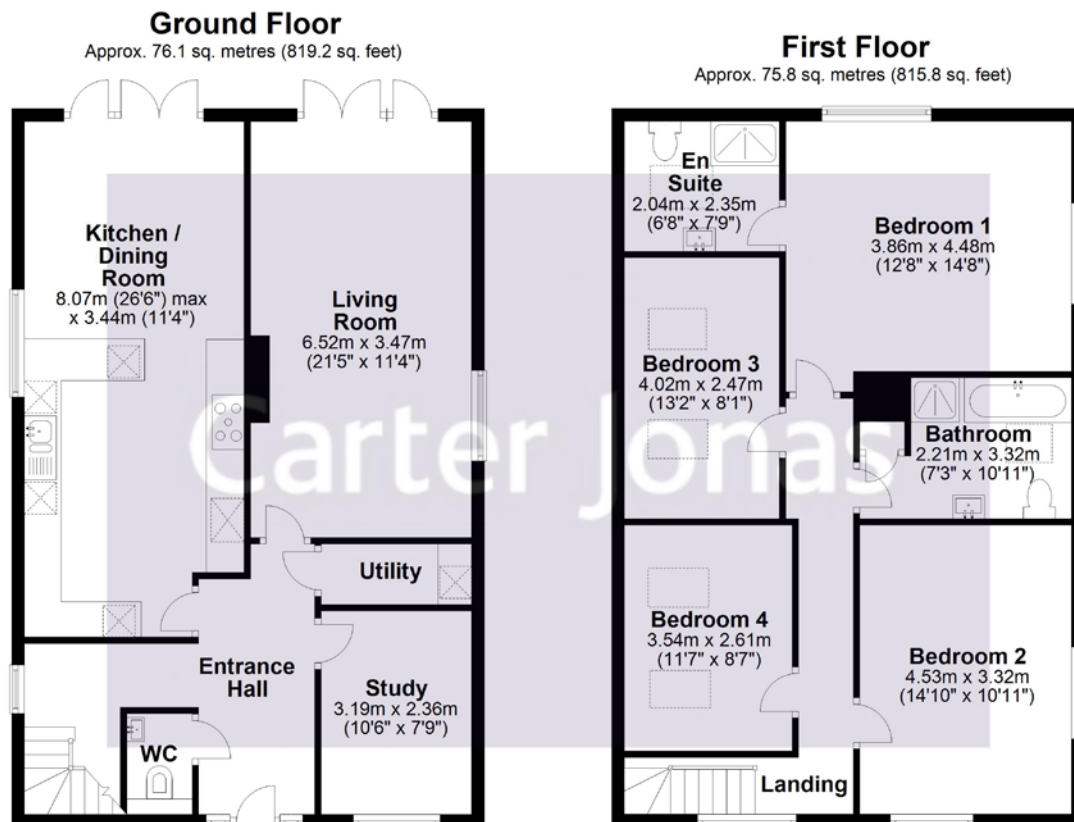 Ground Floor
Approx. 76.1 sq. metres (819.2 sq. feet)
Kitchen /
Dining
Room
8.07m (26'6") max
x 3.44m (11'4")
Living
Room
6.52m x 3.47m
(21'5" x 11'4")
Utility
Entrance
Hall
Study
3.19m x 2.36m
(10'6" x 7'9")
WC
First Floor
Approx. 75.8 sq. metres (815.8 sq. feet)
En
Suite
2.04m x 2.35m
(6'8" x 7'9")
Bedroom 1
3.86m x 4.48m
(12'8" x 14'8")
Bedroom 3
4.02m x 2.47m
(13'2" x 8'1")
Bathroom
2.21m x 3.32m
(7'3" x 10'11")
Bedroom 4
3.54m x 2.61m
(11'7" x 8'7")
Bedroom 2
4.53m x 3.32m
(14'10" x 10'11")
Landing
Carter Jonas